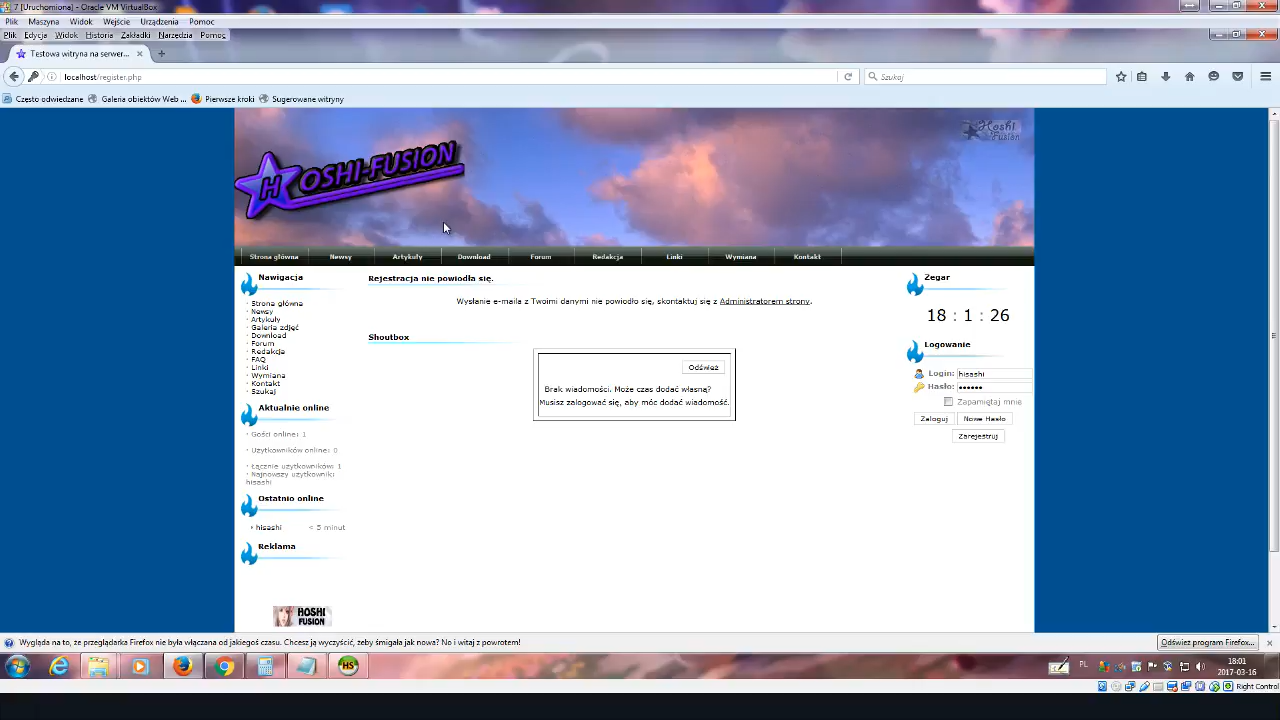 7 [Uruchomiona] - Oracle VM VirtualBox
Plik Maszyna Widok Wejście Urządzenia Pomoc
Plik Edycja Widok Historia Zakładki Narzędzia Pomoc
Testowa witryna na serwer...
localhost/register.php
Szukaj
Często odwiedzane Galeria obiektów Web ... Pierwsze kroki Sugerowane witryny
HOSHI-FUSION
Hoshi Fusion
Strona główna Newsy Artykuły Download Forum Redakcja Linki Wymiana Kontakt
Nawigacja
Strona główna
Newsy
Artykuły
Galeria zdjęć
Download
Forum
Redakcja
FAQ
Linki
Wymiana
Kontakt
Szukaj
Aktualnie online
Gości online: 1
Użytkowników online: 0
Łącznie użytkowników: 1
Najnowszy użytkownik:
hisashi
Ostatnio online
hisashi < 5 minut
Reklama
HOSHI
FUSION
Rejestracja nie powiodła się.
Wysłanie e-maila z Twoimi danymi nie powiodło się, skontaktuj się z Administratorem strony.
Shoutbox
Odśwież
Brak wiadomości. Może czas dodać własną?
Musisz zalogować się, aby móc dodać wiadomość.
Zegar
18 : 1 : 26
Logowanie
Login: hisashi
Hasło: ••••••
Zapamiętaj mnie
Zaloguj Nowe Hasło
Zarejestruj
Wygląda na to, że przeglądarka Firefox nie była włączana od jakiegoś czasu. Chcesz ją wyczyścić, żeby śmigała jak nowa? No i witaj z powrotem!
Odśwież program Firefox...
HS
PL
18:01
2017-03-16
Right Control